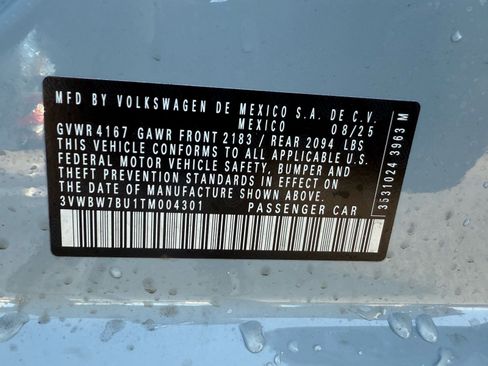 MFD BY VOLKSWAGEN DE MEXICO S.A. DE C.V.
MEXICO 08/25
GVWR 4167 GAWR FRONT 2183 / REAR 2094 LBS
THIS VEHICLE CONFORMS TO ALL APPLICABLE U.S.
FEDERAL MOTOR VEHICLE SAFETY, BUMPER AND
THEFT PREVENTION STANDARDS IN EFFECT ON
THE DATE OF MANUFACTURE SHOWN ABOVE.
3VWBW7BU1TM004301 PASSENGER CAR
3531024 3963 M